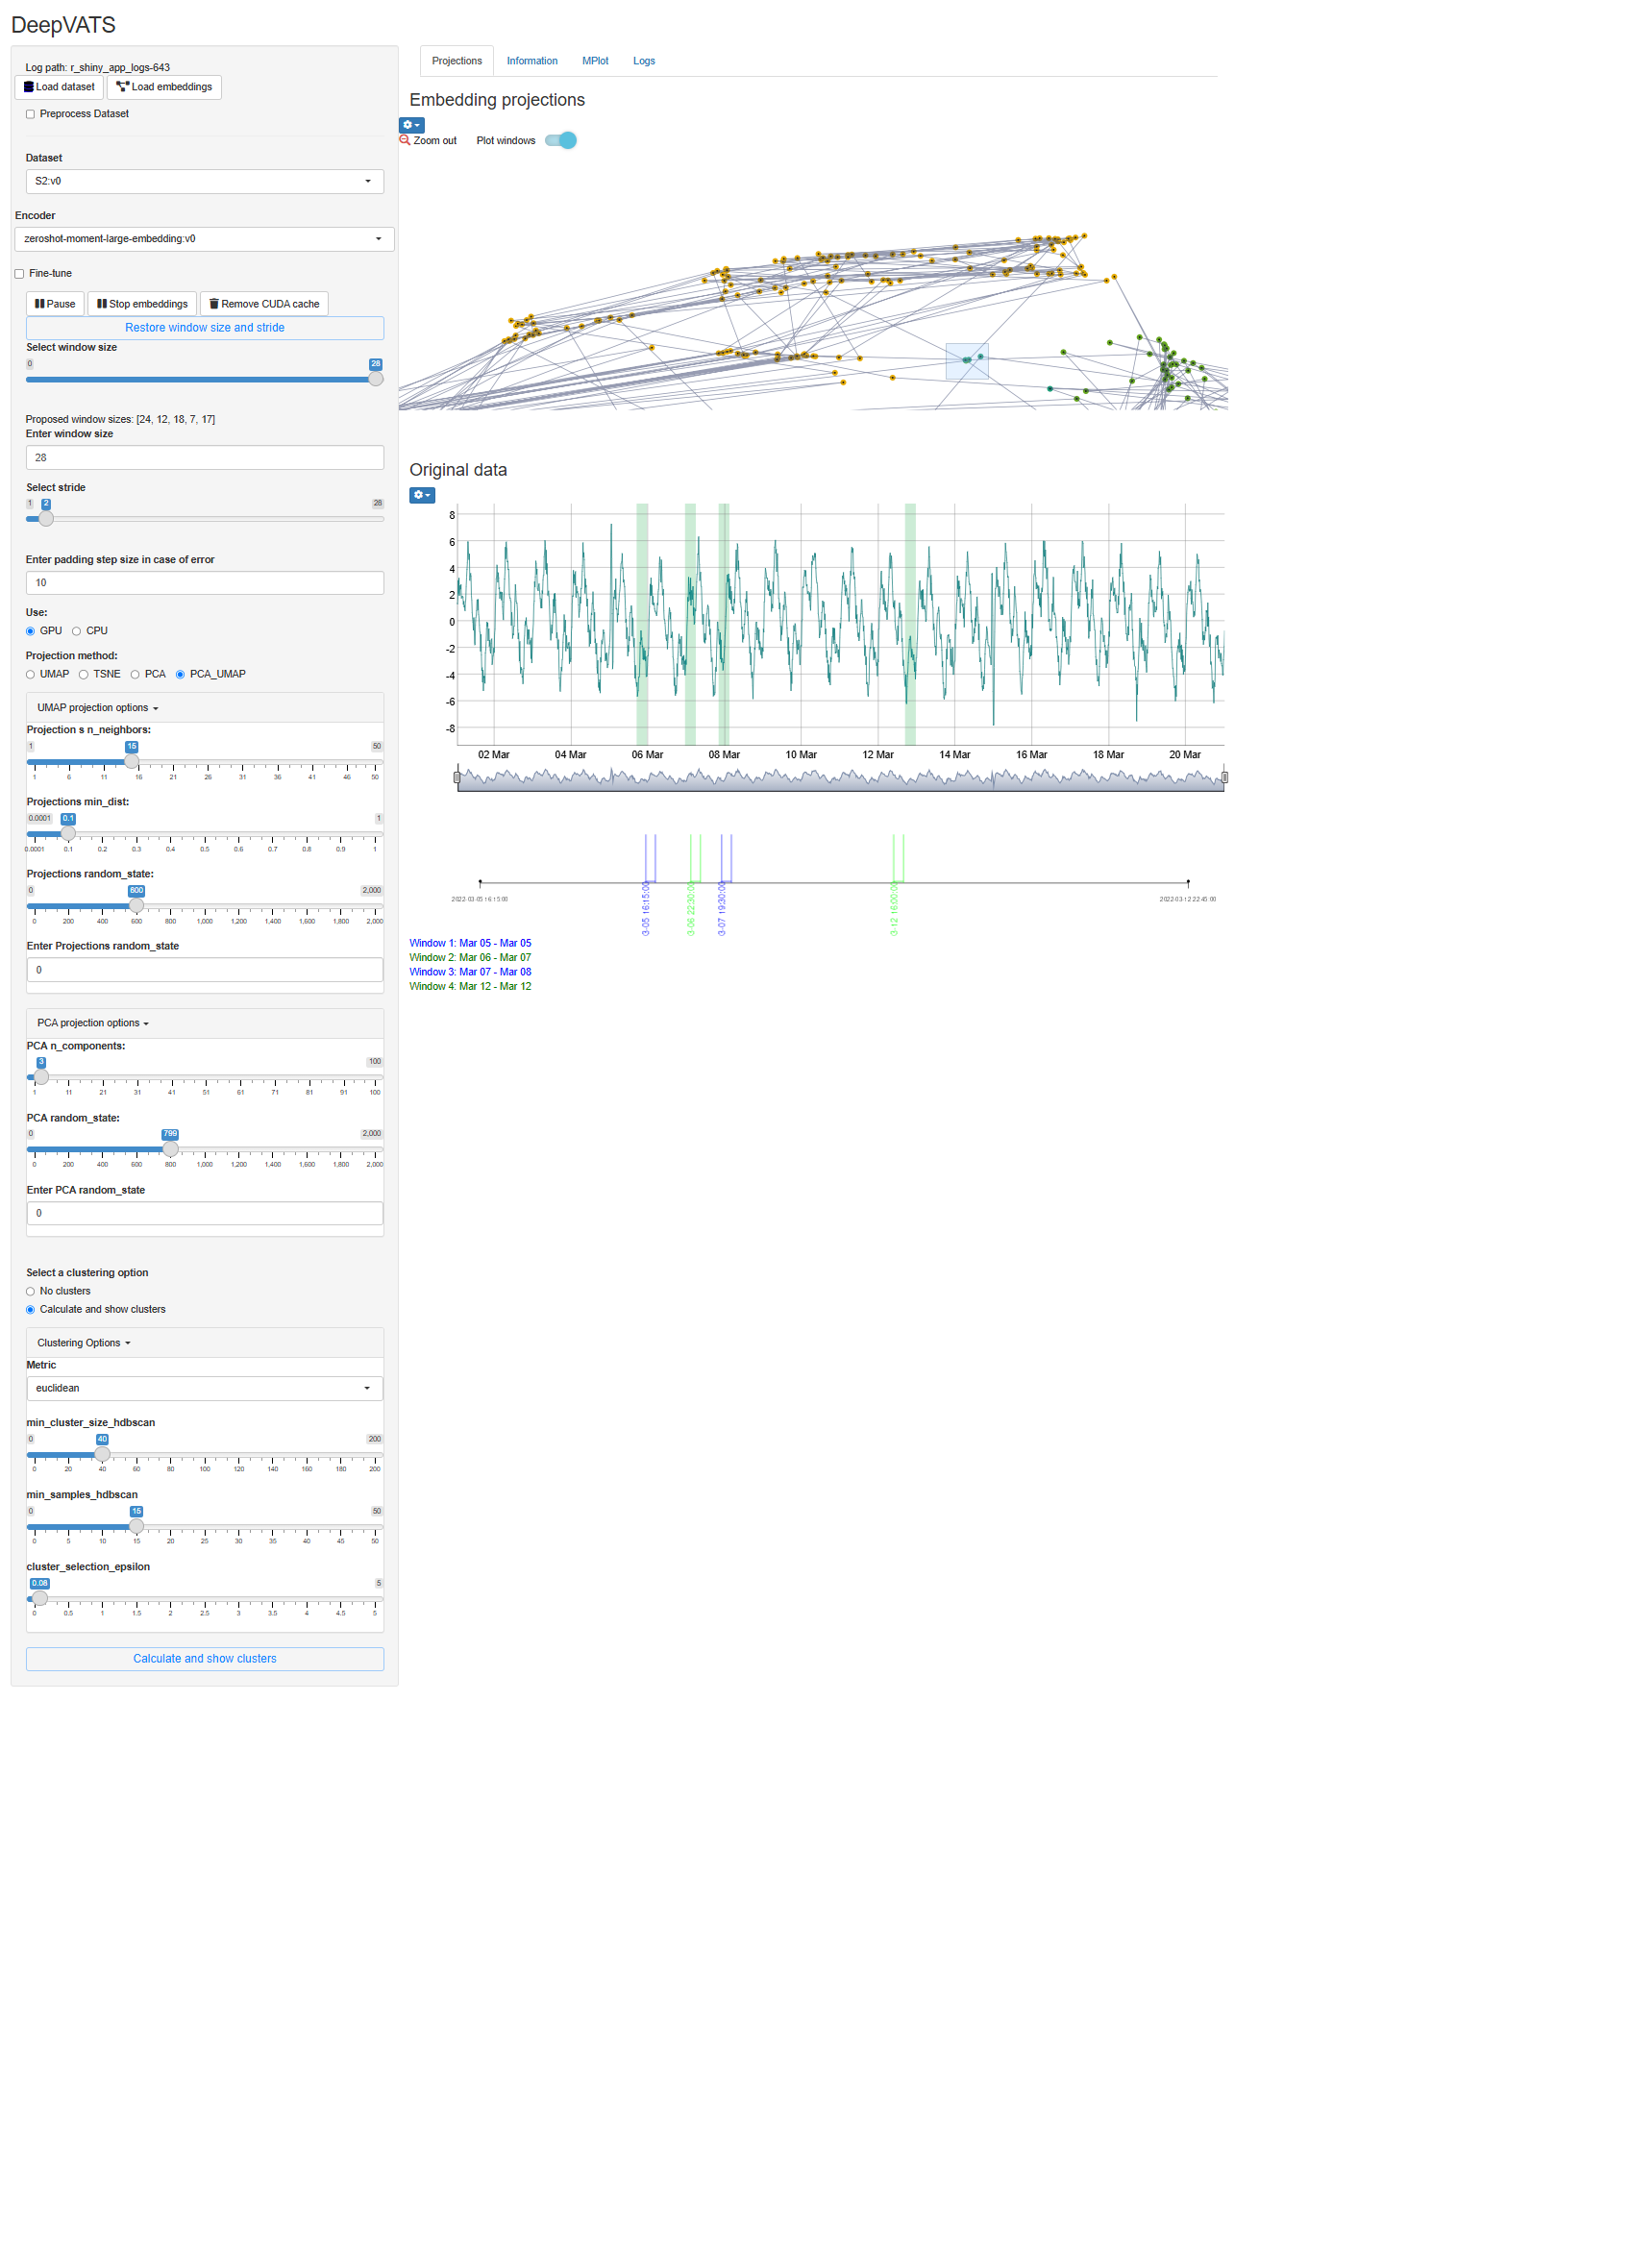 DeepVATS
Log path: r_shiny_app_logs-643
Load dataset Load embeddings
Preprocess Dataset
Dataset
S2:v0
Encoder
zeroshot-moment-large-embedding:v0
Fine-tune
Pause Stop embeddings Remove CUDA cache
Restore window size and stride
Select window size
0 28
Proposed window sizes: [24, 12, 18, 7, 17]
Enter window size
28
Select stride
1 2 28
Enter padding step size in case of error
10
Use:
GPU CPU
Projection method:
UMAP TSNE PCA PCA_UMAP
UMAP projection options
Projection s n_neighbors:
1 15 50
1 6 11 16 21 26 31 36 41 46 50
Projections min_dist:
0.0001 0.1 1
0.0001 0.1 0.2 0.3 0.4 0.5 0.6 0.7 0.8 0.9 1
Projections random_state:
0 600 2,000
0 200 400 600 800 1,000 1,200 1,400 1,600 1,800 2,000
Enter Projections random_state
0
PCA projection options
PCA n_components:
3 100
1 11 21 31 41 51 61 71 81 91 100
PCA random_state:
0 799 2,000
0 200 400 600 800 1,000 1,200 1,400 1,600 1,800 2,000
Enter PCA random_state
0
Select a clustering option
No clusters
Calculate and show clusters
Clustering Options
Metric
euclidean
min_cluster_size_hdbscan
0 40 200
0 20 40 60 80 100 120 140 160 180 200
min_samples_hdbscan
0 15 50
0 5 10 15 20 25 30 35 40 45 50
cluster_selection_epsilon
0.08 5
0 0.5 1 1.5 2 2.5 3 3.5 4 4.5 5
Calculate and show clusters
Projections Information MPlot Logs
Embedding projections
Zoom out Plot windows
Original data
8
6
4
2
0
-2
-4
-6
-8
02 Mar 04 Mar 06 Mar 08 Mar 10 Mar 12 Mar 14 Mar 16 Mar 18 Mar 20 Mar
2022-03-05 16:15:00 2022-03-12 22:45:00
3-05 16:15:00
3-06 22:30:00
3-07 19:30:00
3-12 16:00:00
Window 1: Mar 05 - Mar 05
Window 2: Mar 06 - Mar 07
Window 3: Mar 07 - Mar 08
Window 4: Mar 12 - Mar 12